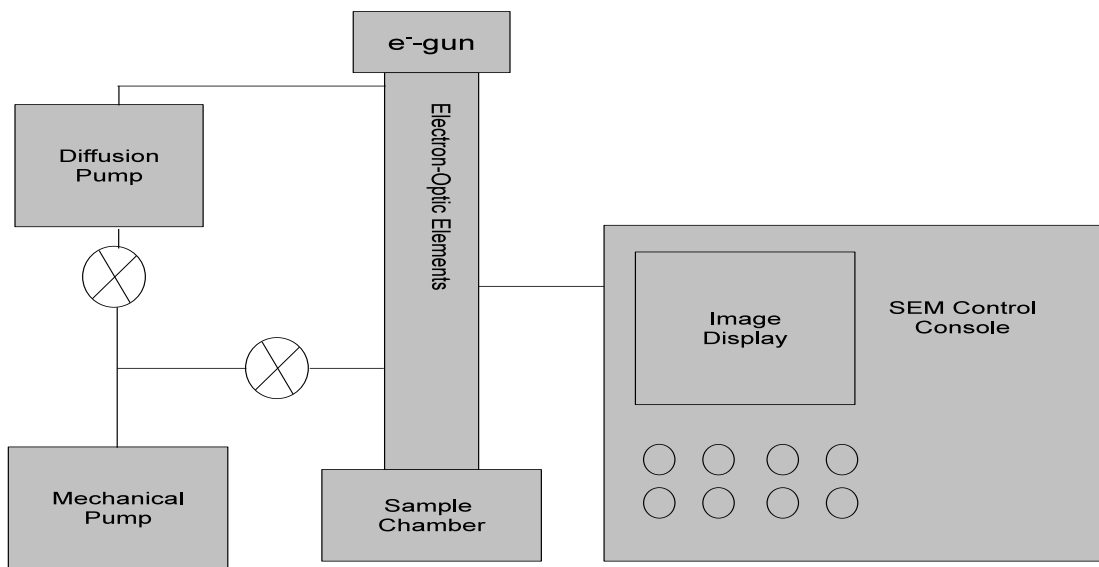 e⁻-gun
Electron-Optic Elements
Diffusion
Pump
Image
Display
SEM Control
Console
Mechanical
Pump
Sample
Chamber